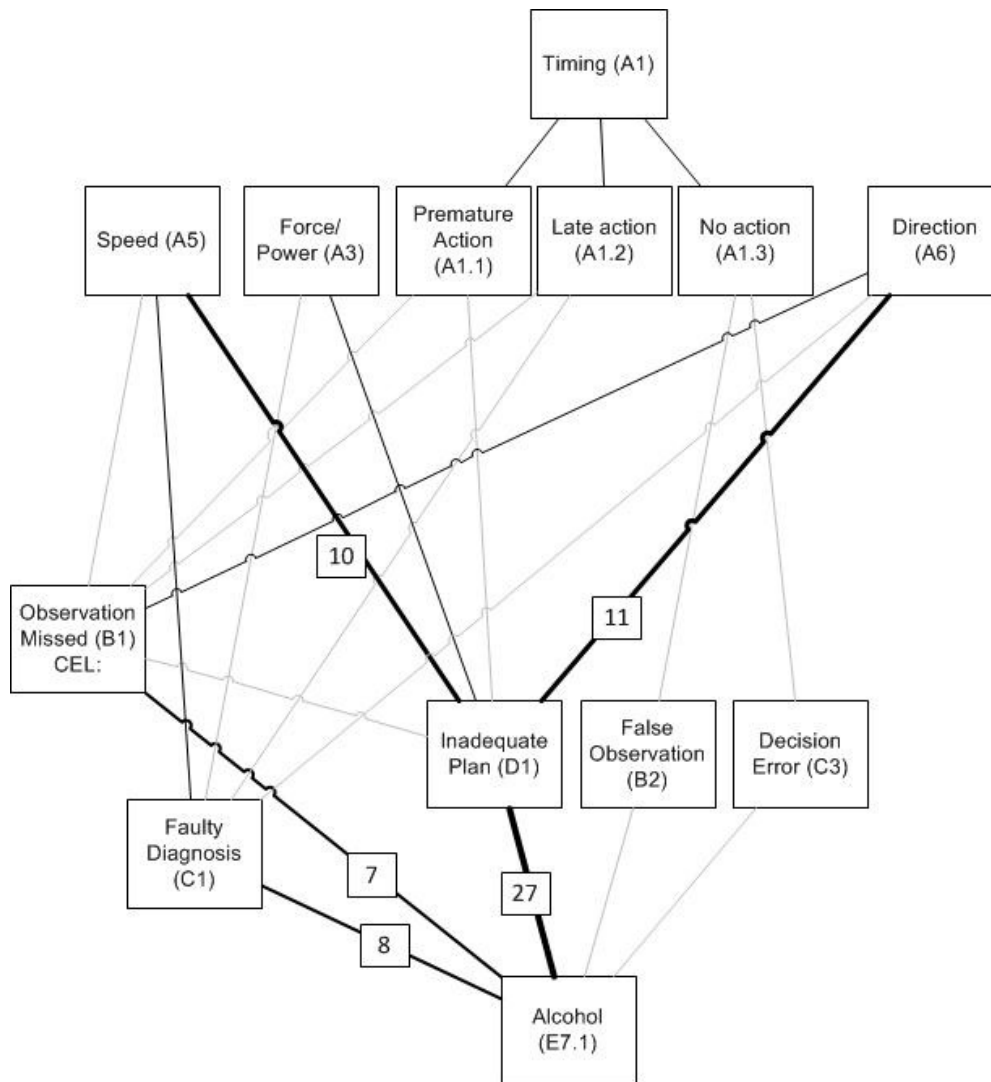 Timing (A1)
Speed (A5)
Force/
Power (A3)
Premature
Action
(A1.1)
Late action
(A1.2)
No action
(A1.3)
Direction
(A6)
10
11
Observation
Missed (B1)
CEL:
Inadequate
Plan (D1)
False
Observation
(B2)
Decision
Error (C3)
Faulty
Diagnosis
(C1)
7
27
8
Alcohol
(E7.1)